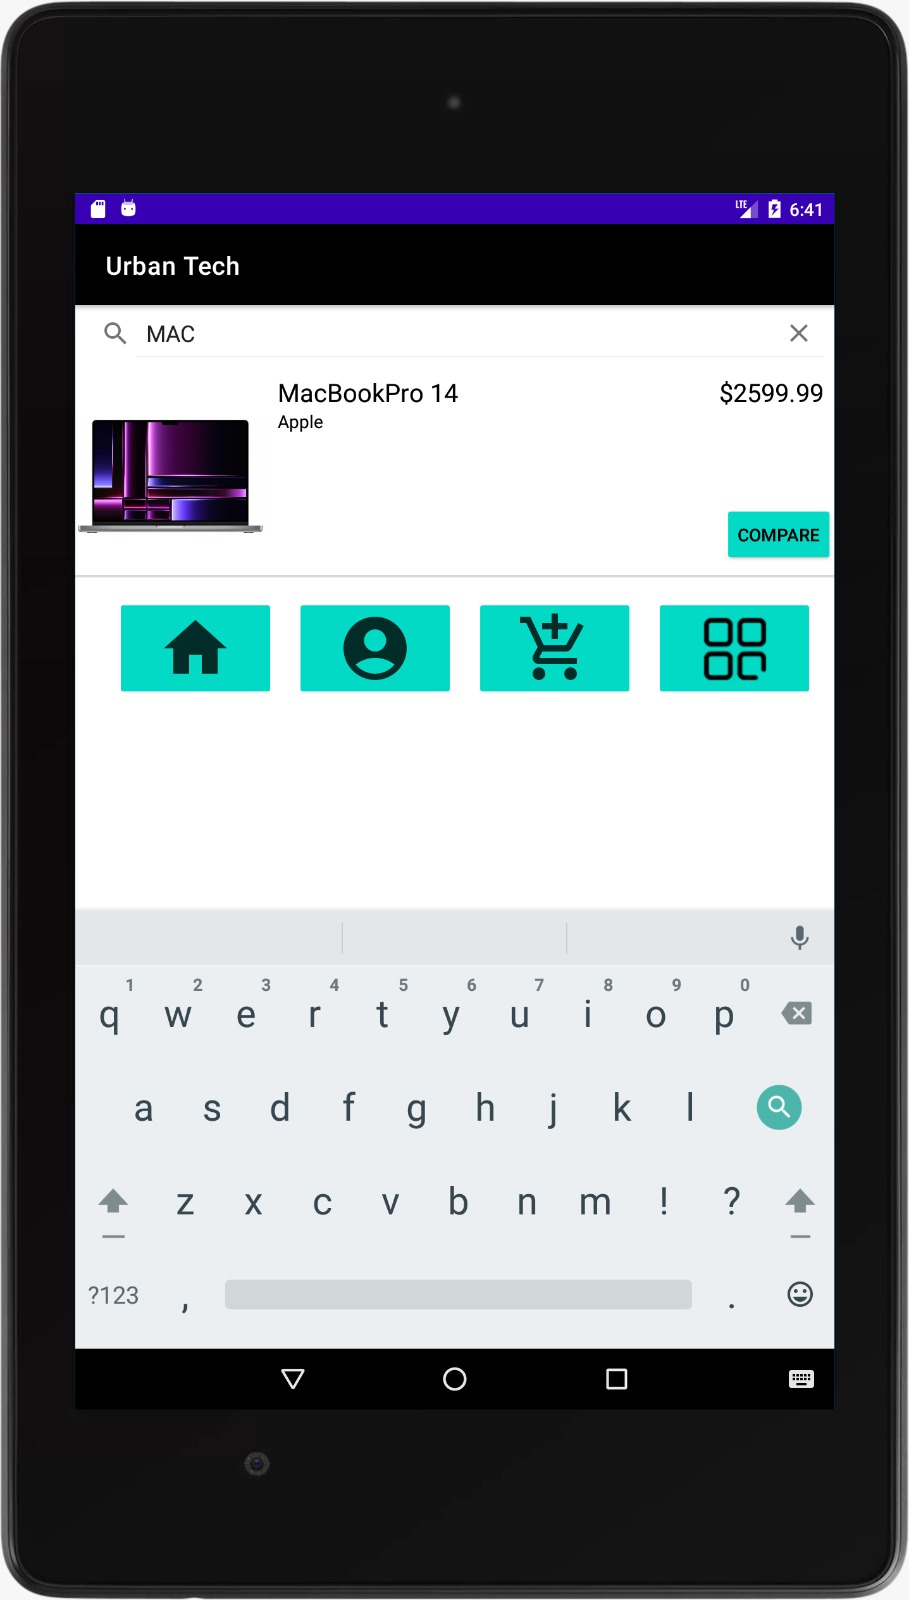 LTE 6:41
Urban Tech
MAC
MacBookPro 14 $2599.99
Apple
COMPARE
1 2 3 4 5 6 7 8 9 0
q w e r t y u i o p
a s d f g h j k l
z x c v b n m ! ?
?123 , .